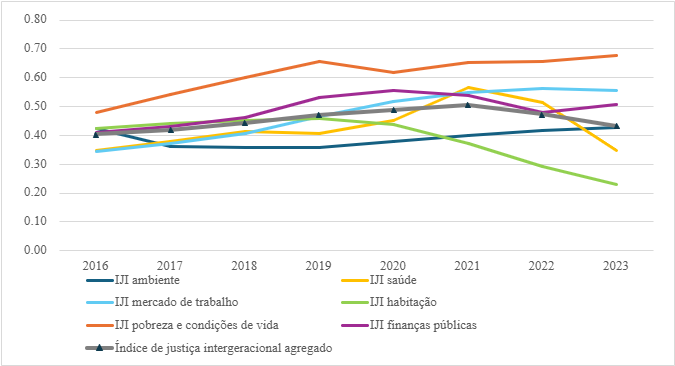 0.80
0.70
0.60
0.50
0.40
0.30
0.20
0.10
0.00
2016 2017 2018 2019 2020 2021 2022 2023
IJI ambiente IJI saúde
IJI mercado de trabalho IJI habitação
IJI pobreza e condições de vida IJI finanças públicas
Índice de justiça intergeracional agregado